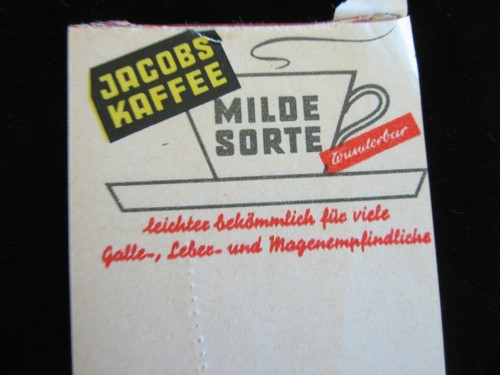 JACOBS
KAFFEE
MILDE
SORTE
Wunderbar
leichter bekömmlich für viele
Galle-, Leber- und Magenempfindliche